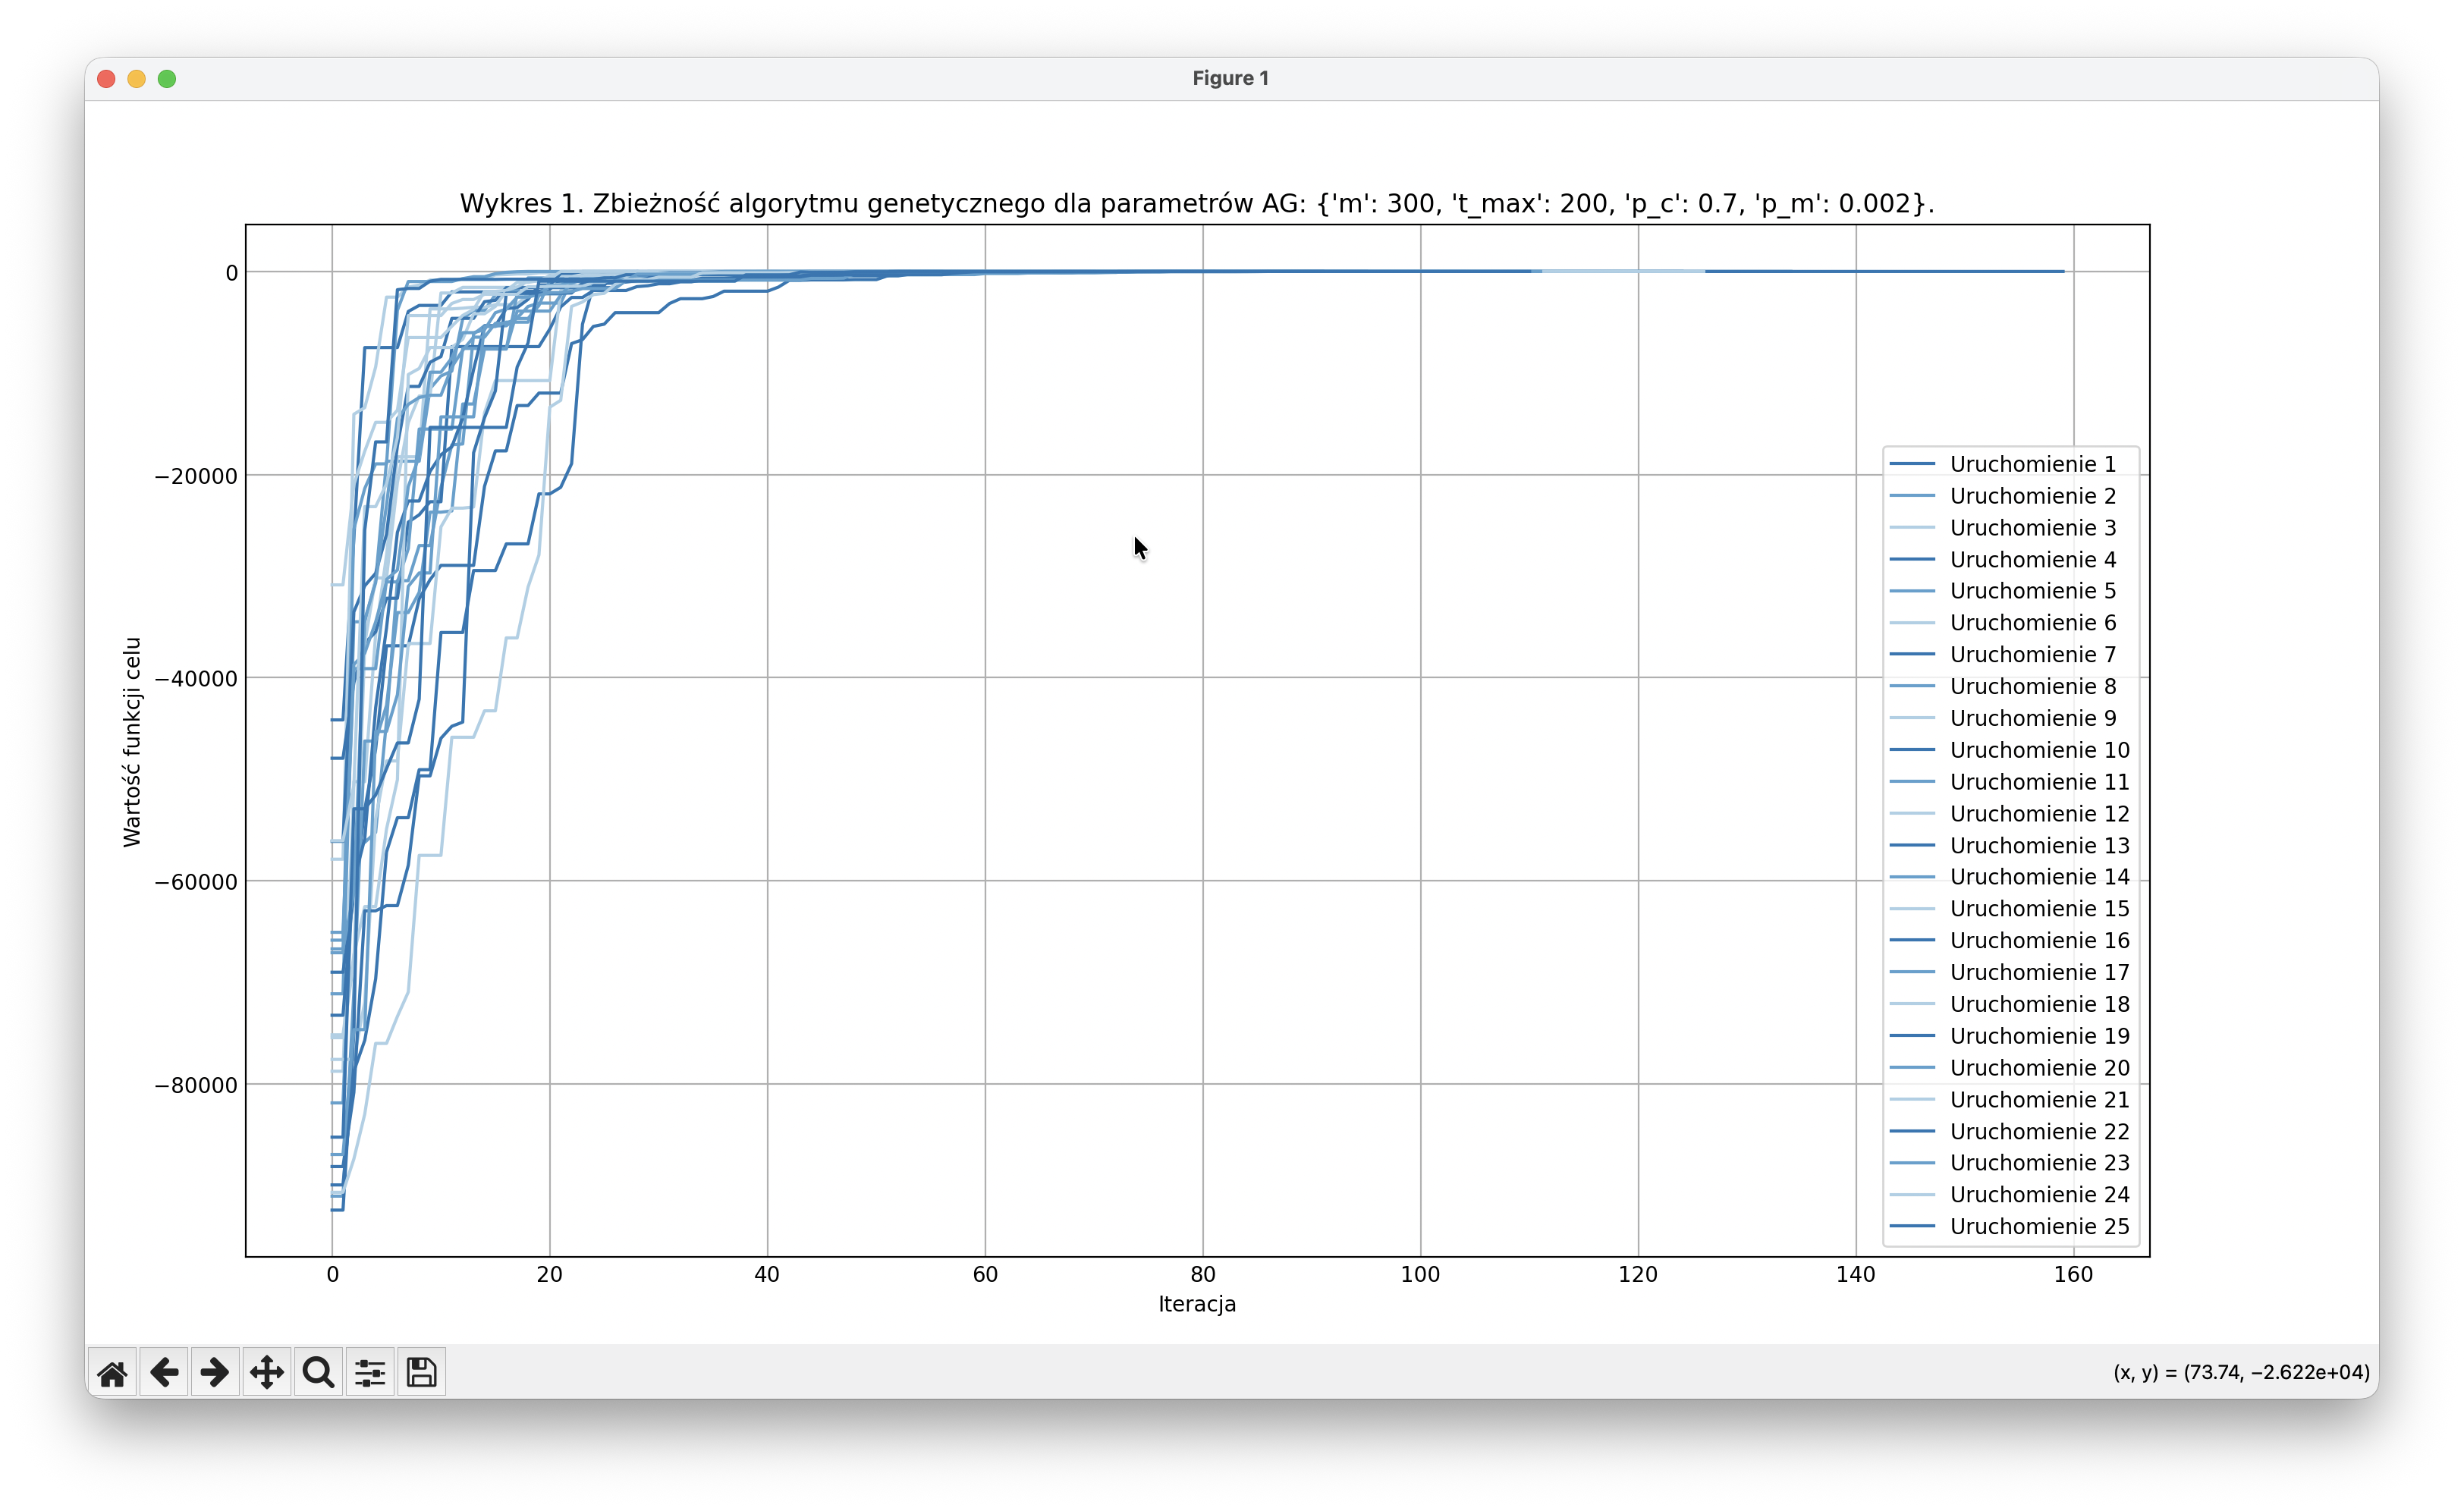 Figure 1
Wykres 1. Zbieżność algorytmu genetycznego dla parametrów AG: {'m': 300, 't_max': 200, 'p_c': 0.7, 'p_m': 0.002}.
0
−20000
−40000
−60000
−80000
Wartość funkcji celu
Uruchomienie 1
Uruchomienie 2
Uruchomienie 3
Uruchomienie 4
Uruchomienie 5
Uruchomienie 6
Uruchomienie 7
Uruchomienie 8
Uruchomienie 9
Uruchomienie 10
Uruchomienie 11
Uruchomienie 12
Uruchomienie 13
Uruchomienie 14
Uruchomienie 15
Uruchomienie 16
Uruchomienie 17
Uruchomienie 18
Uruchomienie 19
Uruchomienie 20
Uruchomienie 21
Uruchomienie 22
Uruchomienie 23
Uruchomienie 24
Uruchomienie 25
0 20 40 60 80 100 120 140 160
Iteracja
(x, y) = (73.74, −2.622e+04)